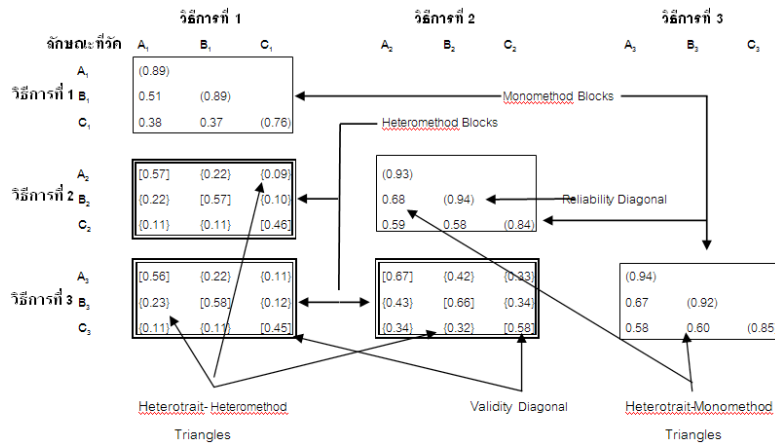 วิธีการที่ 1 วิธีการที่ 2 วิธีการที่ 3
ลักษณะที่วัด A₁ B₁ C₁ A₂ B₂ C₂ A₃ B₃ C₃
A₁ (0.89)
วิธีการที่ 1 B₁ 0.51 (0.89) Monomethod Blocks
C₁ 0.38 0.37 (0.76)
Heteromethod Blocks
A₂ [0.57] {0.22} {0.09} (0.93)
วิธีการที่ 2 B₂ {0.22} [0.57] {0.10} 0.68 (0.94) Reliability Diagonal
C₂ {0.11} {0.11} [0.46] 0.59 0.58 (0.84)
A₃ [0.56] {0.22} {0.11} [0.67] {0.42} {0.33} (0.94)
วิธีการที่ 3 B₃ {0.23} [0.58] {0.12} {0.43} [0.66] {0.34} 0.67 (0.92)
C₃ {0.11} {0.11} [0.45] {0.34} {0.32} [0.58] 0.58 0.60 (0.85
Heterotrait- Heteromethod Validity Diagonal Heterotrait-Monomethod
Triangles Triangles